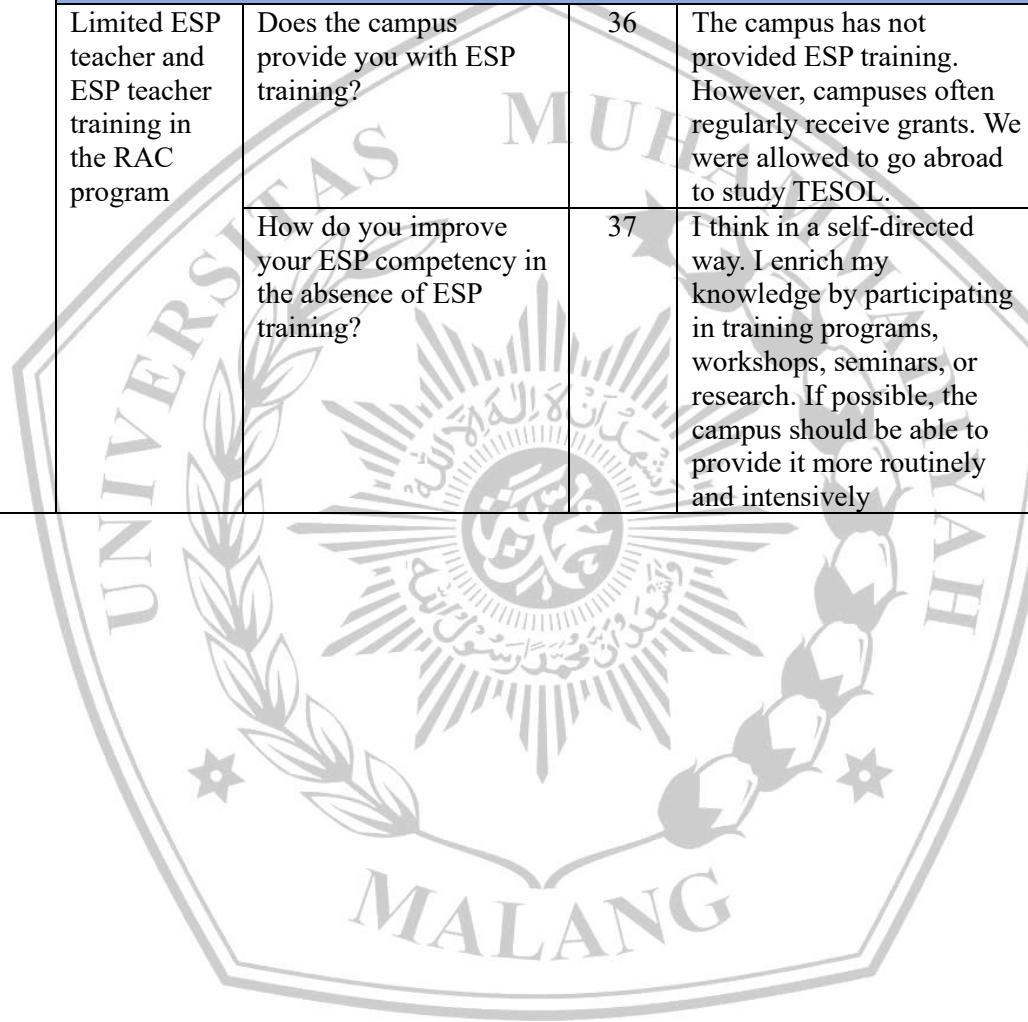 Limited ESP
teacher and
ESP teacher
training in
the RAC
program
Does the campus
provide you with ESP
training?
36
The campus has not
provided ESP training.
However, campuses often
regularly receive grants. We
were allowed to go abroad
to study TESOL.
How do you improve
your ESP competency in
the absence of ESP
training?
37
I think in a self-directed
way. I enrich my
knowledge by participating
in training programs,
workshops, seminars, or
research. If possible, the
campus should be able to
provide it more routinely
and intensively
UNIVERSITAS MUHAMMADIYAH
MALANG